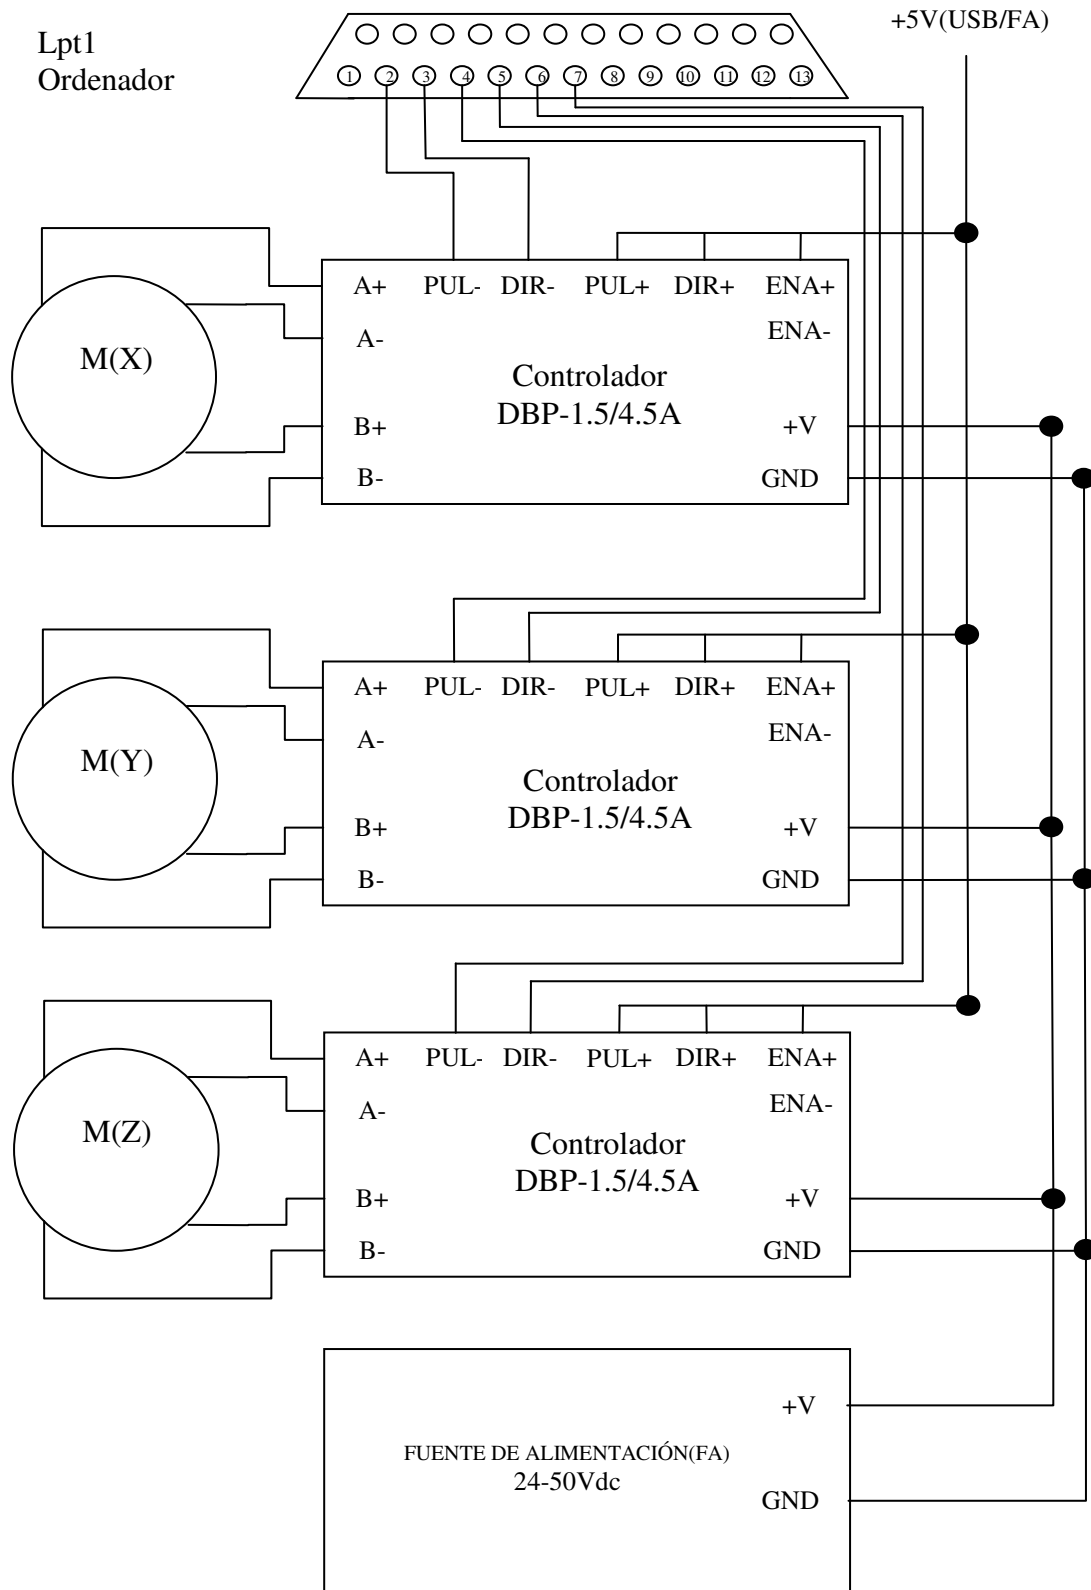 +5V(USB/FA)
Lpt1
Ordenador
1 2 3 4 5 6 7 8 9 10 11 12 13
A+ PUL- DIR- PUL+ DIR+ ENA+
ENA-
A-
M(X)
Controlador
DBP-1.5/4.5A
B+ +V
B- GND
A+ PUL- DIR- PUL+ DIR+ ENA+
ENA-
A-
M(Y)
Controlador
DBP-1.5/4.5A
B+ +V
B- GND
A+ PUL- DIR- PUL+ DIR+ ENA+
ENA-
A-
M(Z)
Controlador
DBP-1.5/4.5A
B+ +V
B- GND
+V
FUENTE DE ALIMENTACIÓN(FA)
24-50Vdc
GND